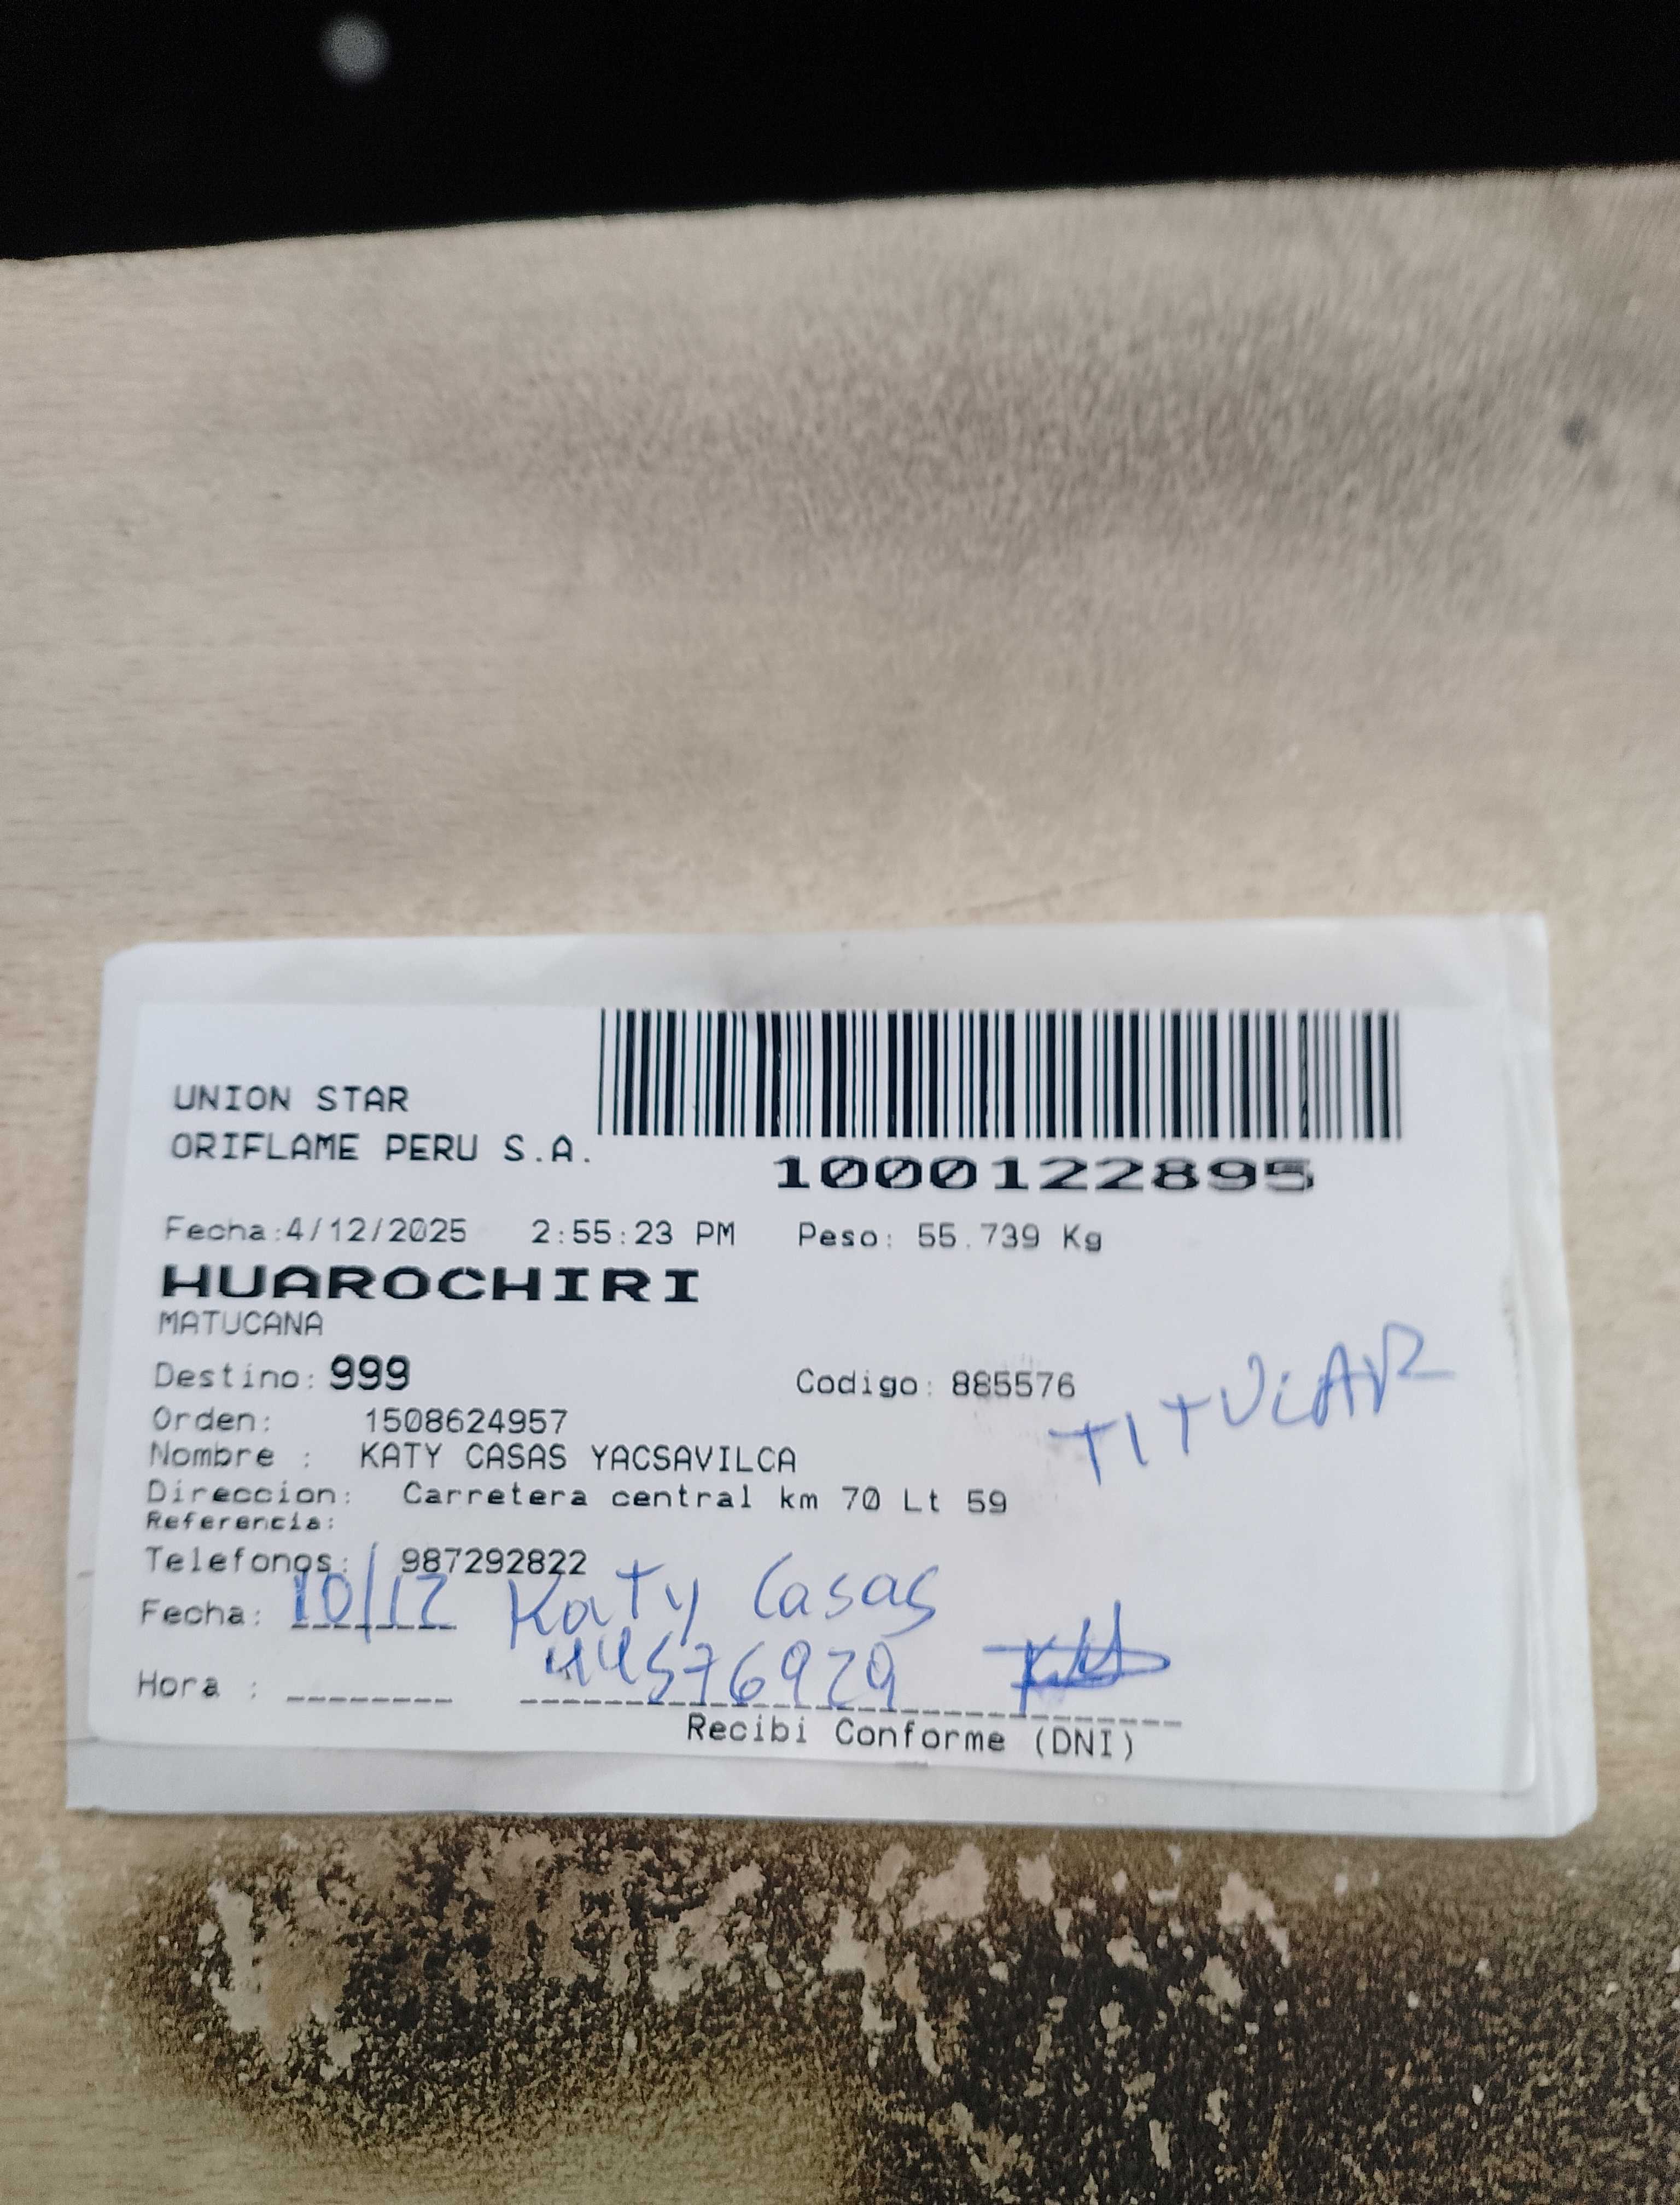 UNION STAR
ORIFLAME PERU S.A.
1000122895
Fecha:4/12/2025 2:55:23 PM Peso: 55.739 Kg
HUAROCHIRI
MATUCANA
Destino: 999 Codigo: 885576
TITULAR
Orden: 1508624957
Nombre : KATY CASAS YACSAVILCA
Direccion: Carretera central km 70 Lt 59
Referencia:
Telefonos: 987292822
Fecha: 10/12 Katy Casas
44576929
Hora :
Recibi Conforme (DNI)